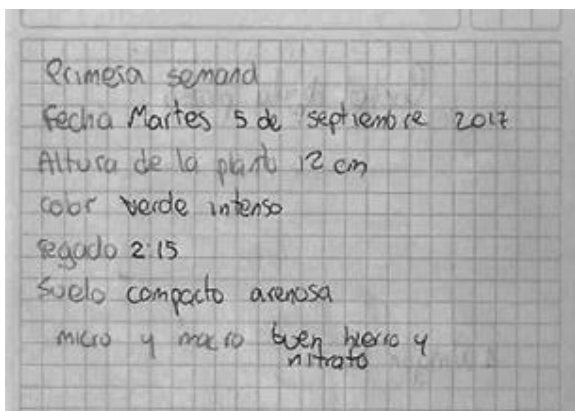 Primera semana
Fecha Martes 5 de septiembre 2017
Altura de la planta 12 cm
color verde intenso
regado 2:15
Suelo compacto arenosa
micro y macro buen hierro y
nitrato